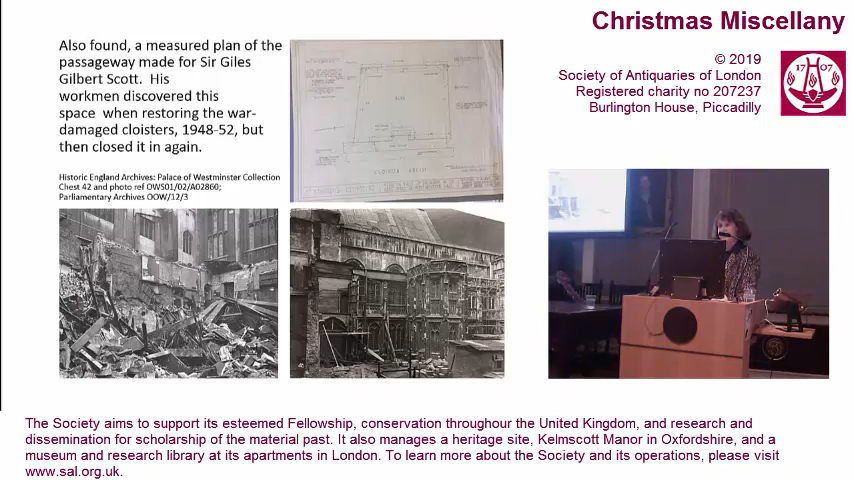 Also found, a measured plan of the
passageway made for Sir Giles
Gilbert Scott. His
workmen discovered this
space when restoring the war-
damaged cloisters, 1948-52, but
then closed it in again.
Historic England Archives: Palace of Westminster Collection
Chest 42 and photo ref OWS01/02/A02860;
Parliamentary Archives OOW/12/3
Christmas Miscellany
© 2019
Society of Antiquaries of London
Registered charity no 207237
Burlington House, Piccadilly
17 07
The Society aims to support its esteemed Fellowship, conservation throughour the United Kingdom, and research and
dissemination for scholarship of the material past. It also manages a heritage site, Kelmscott Manor in Oxfordshire, and a
museum and research library at its apartments in London. To learn more about the Society and its operations, please visit
www.sal.org.uk.